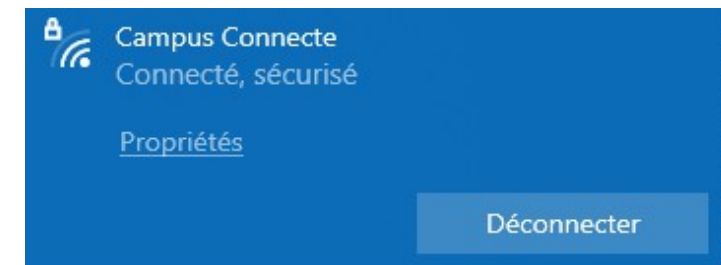 Campus Connecte
Connecté, sécurisé
Propriétés
Déconnecter